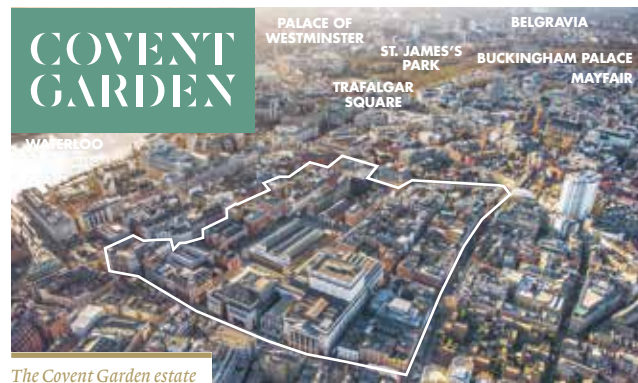 COVENT
GARDEN
PALACE OF
WESTMINSTER
ST. JAMES'S
PARK
TRAFALGAR
SQUARE
BELGRAVIA
BUCKINGHAM PALACE
MAYFAIR
WATERLOO
The Covent Garden estate